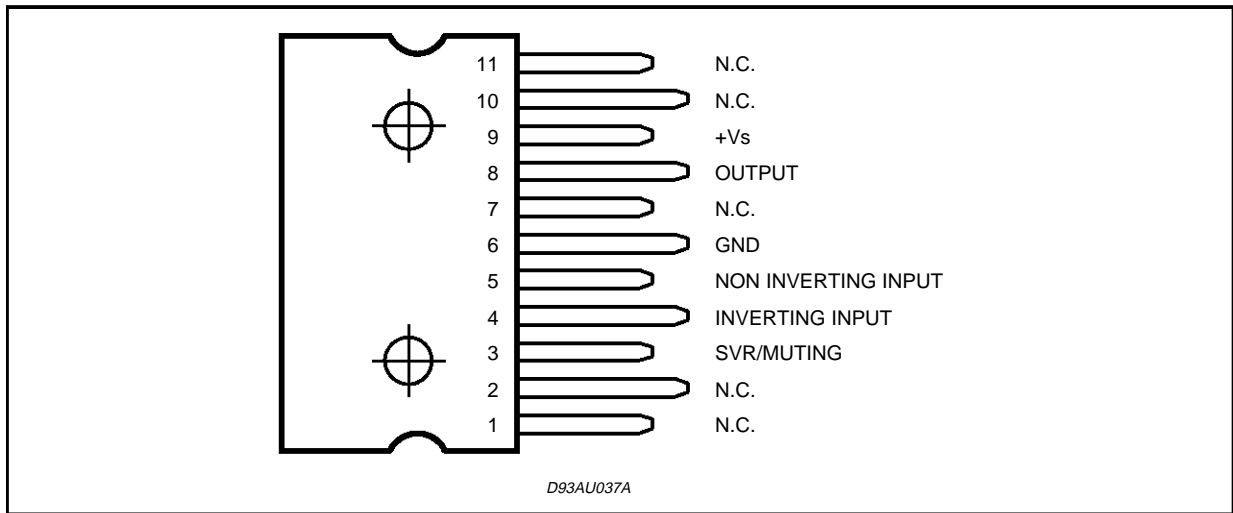 11 N.C.
10 N.C.
9 +Vs
8 OUTPUT
7 N.C.
6 GND
5 NON INVERTING INPUT
4 INVERTING INPUT
3 SVR/MUTING
2 N.C.
1 N.C.
D93AU037A